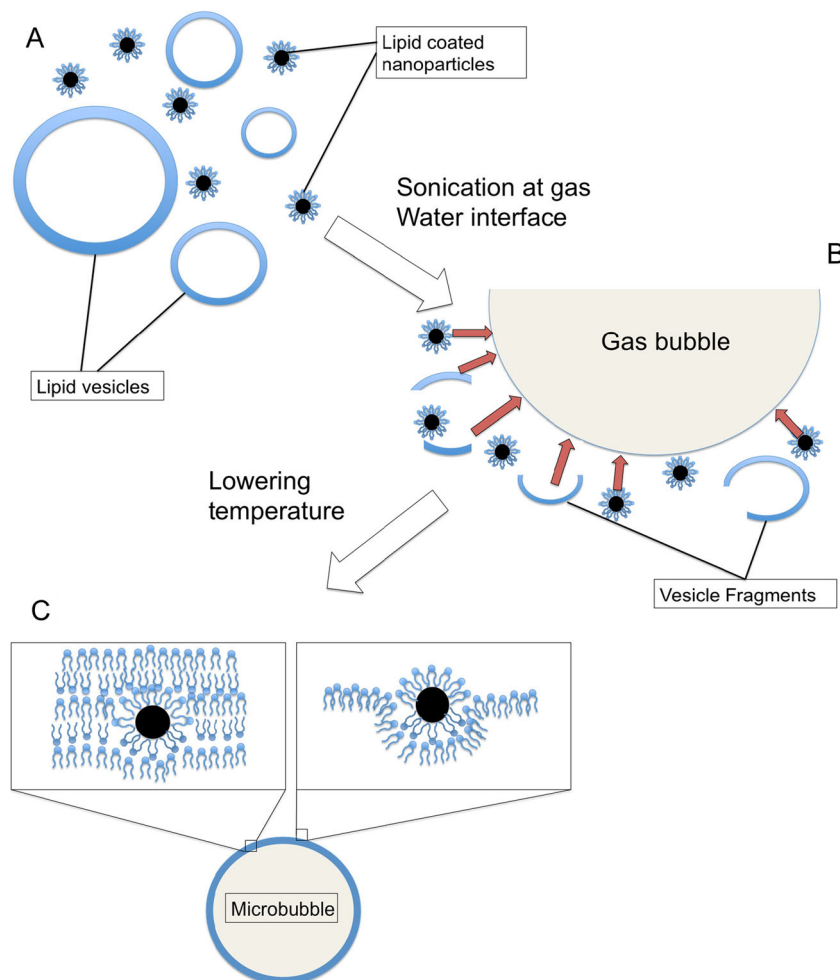 A
Lipid coated
nanoparticles
Sonication at gas
Water interface
B
Gas bubble
Lipid vesicles
Lowering
temperature
Vesicle Fragments
C
Microbubble